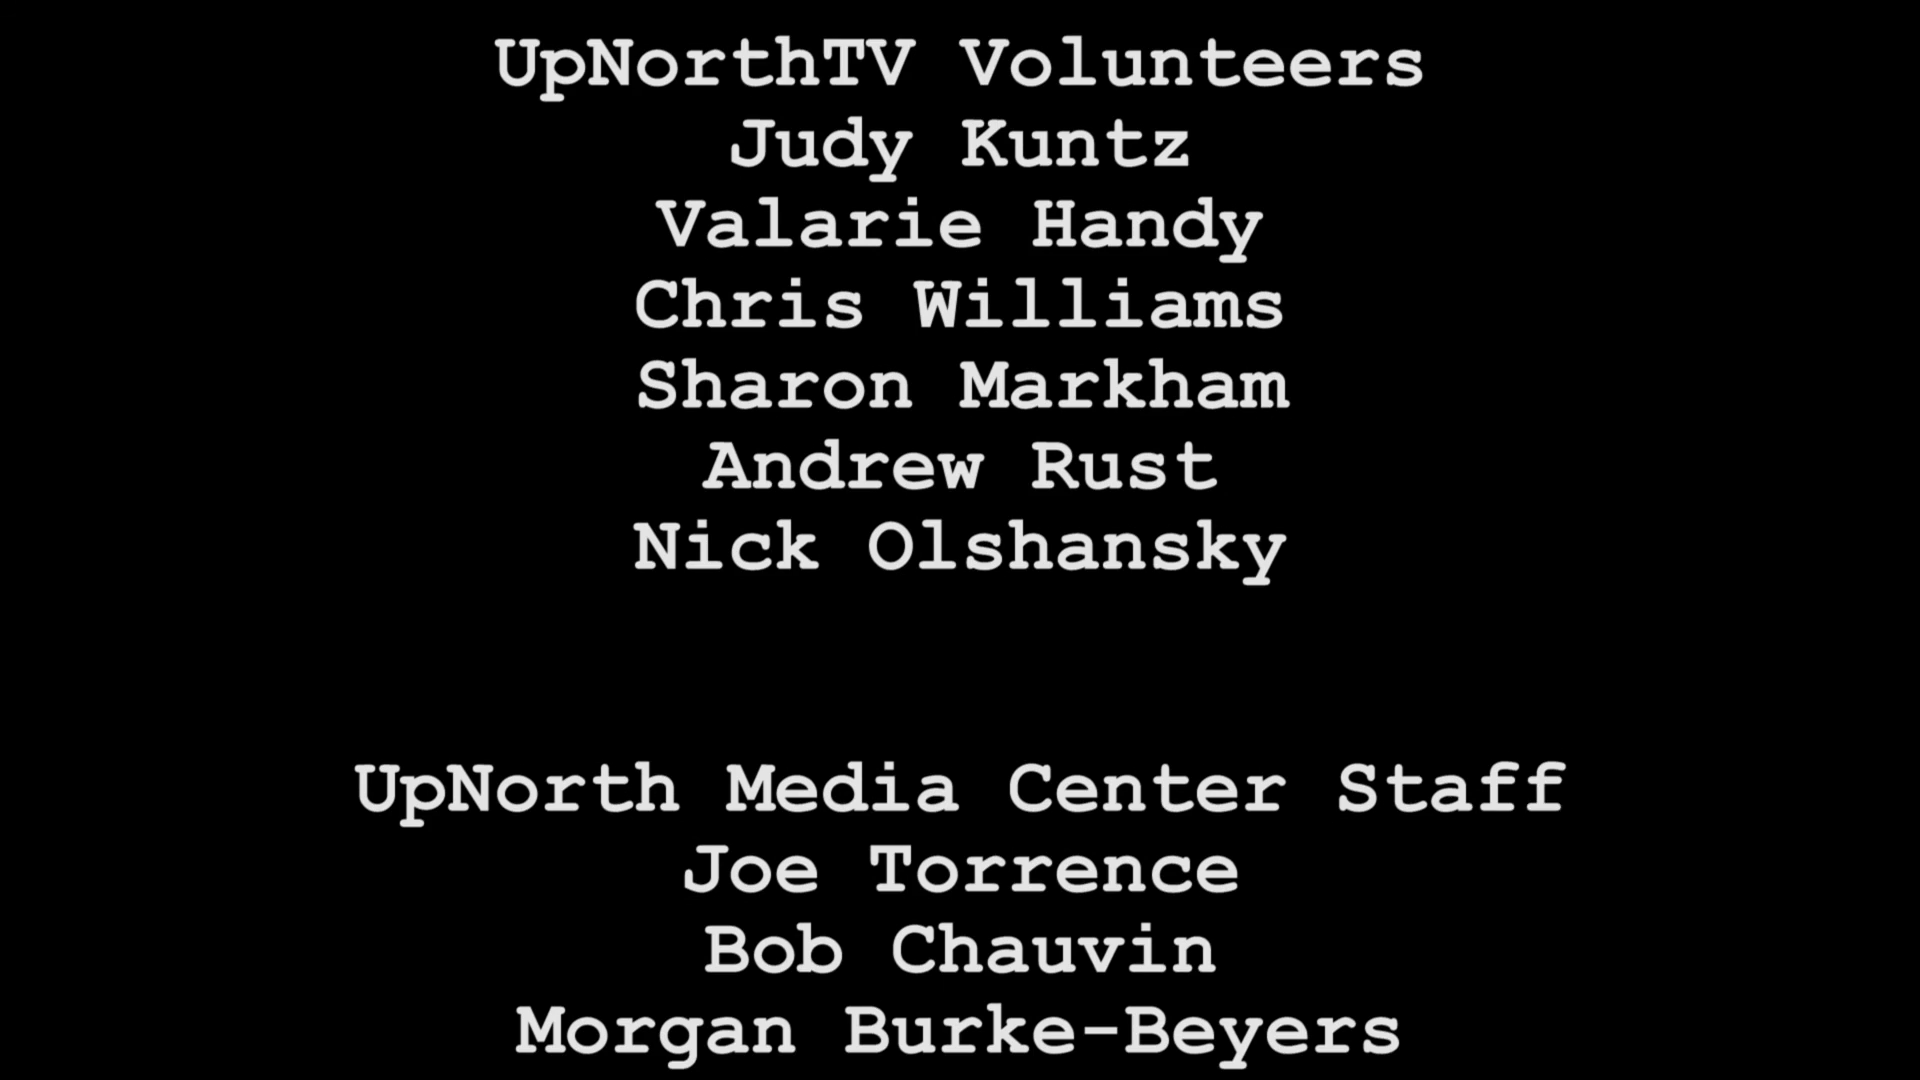 UpNorthTV Volunteers
Judy Kuntz
Valarie Handy
Chris Williams
Sharon Markham
Andrew Rust
Nick Olshansky
UpNorth Media Center Staff
Joe Torrence
Bob Chauvin
Morgan Burke-Beyers